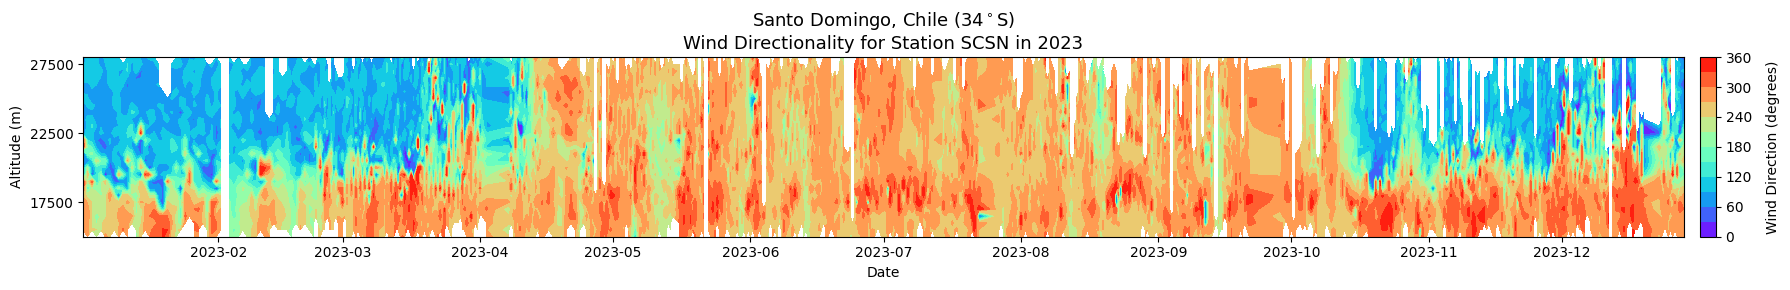 Santo Domingo, Chile (34°S)
Wind Directionality for Station SCSN in 2023
Altitude (m)
27500
22500
17500
2023-02 2023-03 2023-04 2023-05 2023-06 2023-07 2023-08 2023-09 2023-10 2023-11 2023-12
Date
360
300
240
180
120
60
0
Wind Direction (degrees)